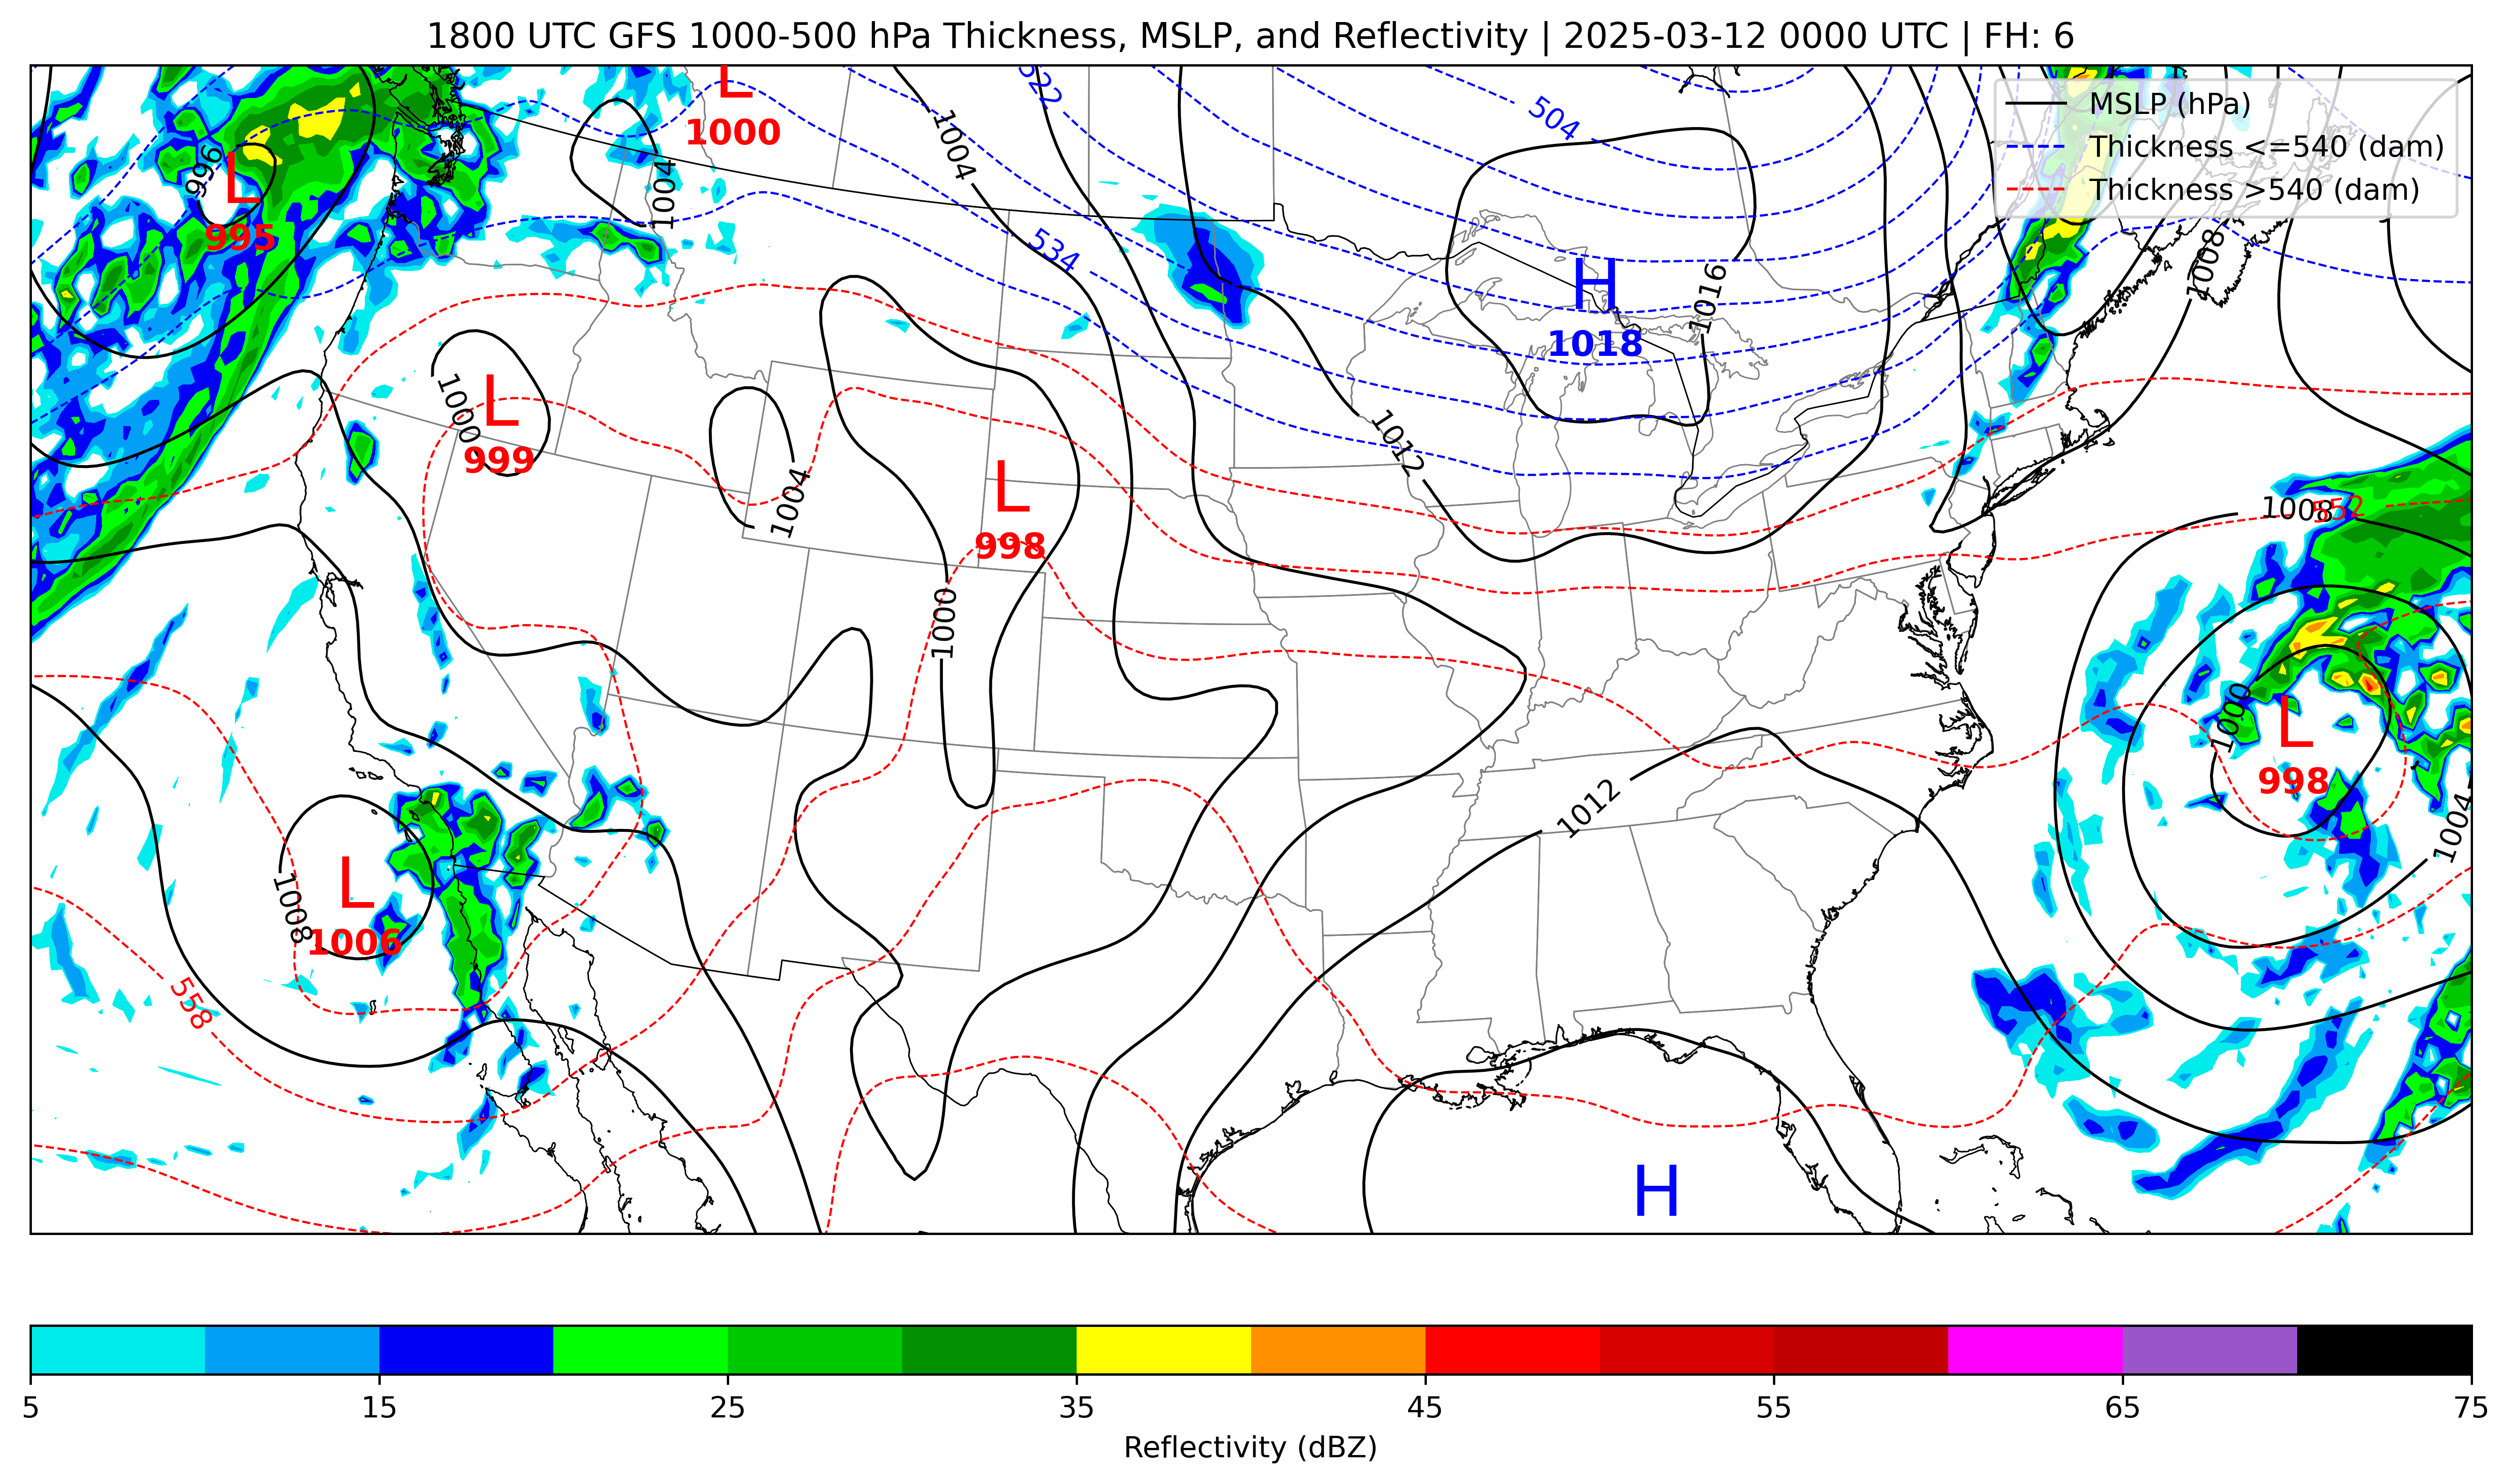 1800 UTC GFS 1000-500 hPa Thickness, MSLP, and Reflectivity | 2025-03-12 0000 UTC | FH: 6
MSLP (hPa)
Thickness <=540 (dam)
Thickness >540 (dam)
L
1000
522
504
1004
996
L
995
1004
534
H
1018
1016
1008
1000
L
999
1004
L
998
1012
1008
552
1000
1000
L
998
1012
1004
L
1006
1008
558
H
5
15
25
35
45
55
65
75
Reflectivity (dBZ)